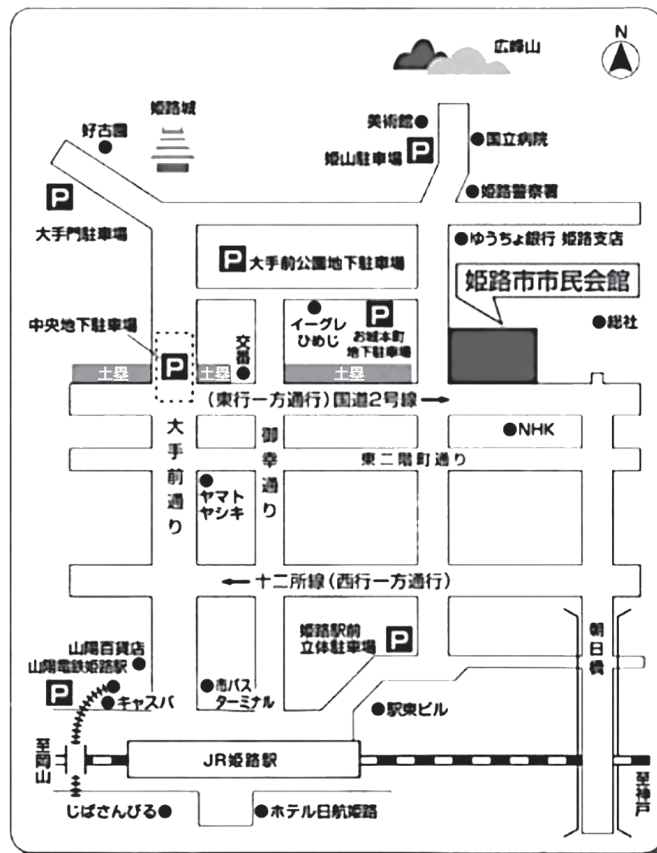 広峰山
N
姫路城
好古園
美術館
国立病院
姫山駐車場
P
P
姫路警察署
大手門駐車場
ゆうちょ銀行 姫路支店
P
大手前公園地下駐車場
姫路市市民会館
中央地下駐車場
イーグレ
ひめじ
P
お城本町
地下駐車場
総社
交番
P
土塁
土塁
土塁
(東行一方通行)国道2号線→
大手前通り
御幸通り
NHK
東二階町通り
ヤマト
ヤシキ
←十二所線(西行一方通行)
姫路駅前
立体駐車場
P
朝日橋
山陽百貨店
山陽電鉄姫路駅
P
キャスパ
市バス
ターミナル
駅東ビル
至岡山
JR姫路駅
至神戸
じばさんびる
ホテル日航姫路